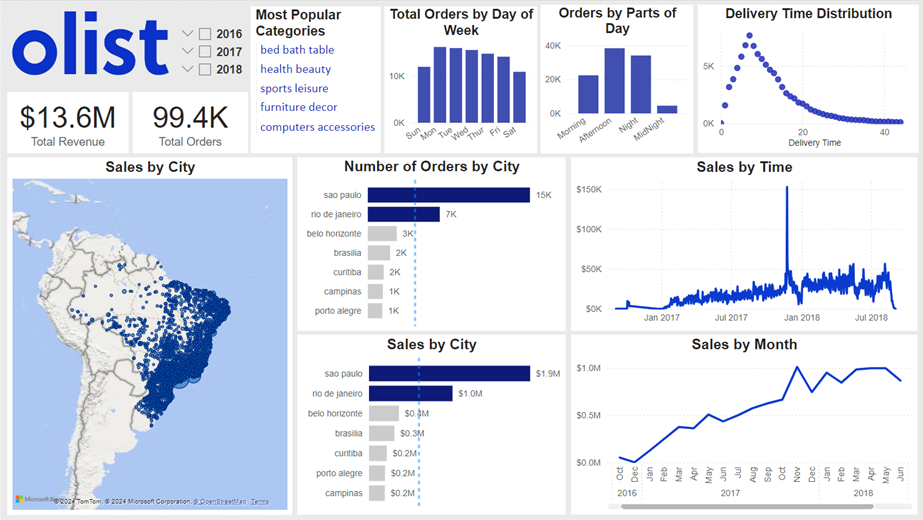 olist
2016
2017
2018
$13.6M
Total Revenue
99.4K
Total Orders
Most Popular
Categories
bed bath table
health beauty
sports leisure
furniture decor
computers accessories
Total Orders by Day of
Week
10K
0K
Sun
Mon
Tue
Wed
Thur
Fri
Sat
Orders by Parts of
Day
40K
20K
0K
Morning
Afternoon
Night
MidNight
Delivery Time Distribution
5K
0K
0
20
40
Delivery Time
Sales by City
Microsoft
© 2024 TomTom, © 2024 Microsoft Corporation, © OpenStreetMap Terms
Number of Orders by City
sao paulo 15K
rio de janeiro 7K
belo horizonte 3K
brasilia 2K
curitiba 2K
campinas 1K
porto alegre 1K
Sales by City
sao paulo $1.9M
rio de janeiro $1.0M
belo horizonte $0.4M
brasilia $0.3M
curitiba $0.2M
porto alegre $0.2M
campinas $0.2M
Sales by Time
$150K
$100K
$50K
$0K
Jan 2017 Jul 2017 Jan 2018 Jul 2018
Sales by Month
$1.0M
$0.5M
$0.0M
Oct Dec Jan Feb Mar Apr May Jun Jul Aug Sep Oct Nov Dec Jan Feb Mar Apr May Jun
2016 2017 2018